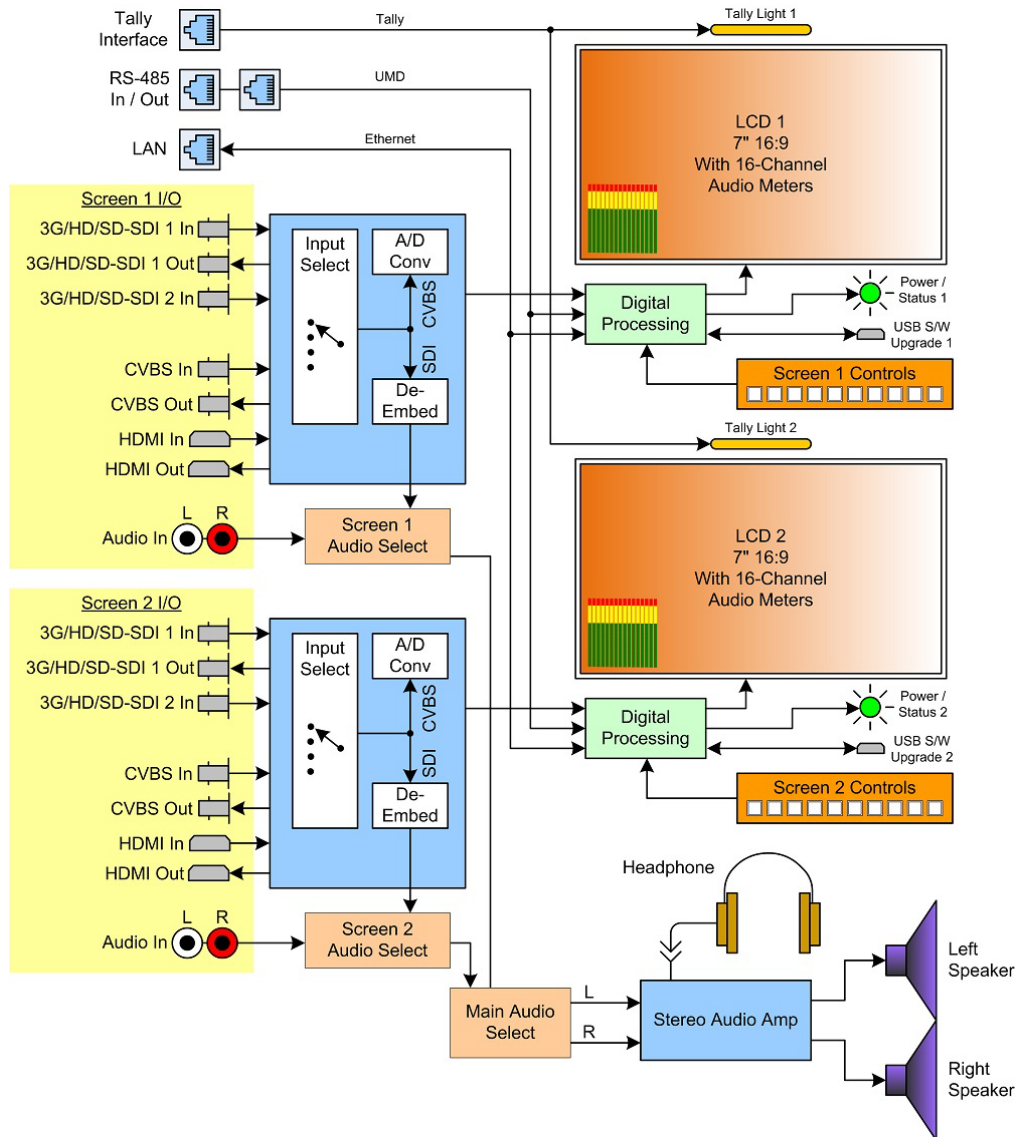 Tally
Interface
Tally
Tally Light 1
RS-485
In / Out
UMD
LAN
Ethernet
LCD 1
7" 16:9
With 16-Channel
Audio Meters
Screen 1 I/O
3G/HD/SD-SDI 1 In
3G/HD/SD-SDI 1 Out
3G/HD/SD-SDI 2 In
CVBS In
CVBS Out
HDMI In
HDMI Out
L R
Audio In
Input
Select
A/D
Conv
CVBS
SDI
De-
Embed
Screen 1
Audio Select
Digital
Processing
Power /
Status 1
USB S/W
Upgrade 1
Screen 1 Controls
Tally Light 2
LCD 2
7" 16:9
With 16-Channel
Audio Meters
Screen 2 I/O
3G/HD/SD-SDI 1 In
3G/HD/SD-SDI 1 Out
3G/HD/SD-SDI 2 In
CVBS In
CVBS Out
HDMI In
HDMI Out
L R
Audio In
Input
Select
A/D
Conv
CVBS
SDI
De-
Embed
Screen 2
Audio Select
Digital
Processing
Power /
Status 2
USB S/W
Upgrade 2
Screen 2 Controls
Headphone
Main Audio
Select
L
R
Stereo Audio Amp
Left
Speaker
Right
Speaker